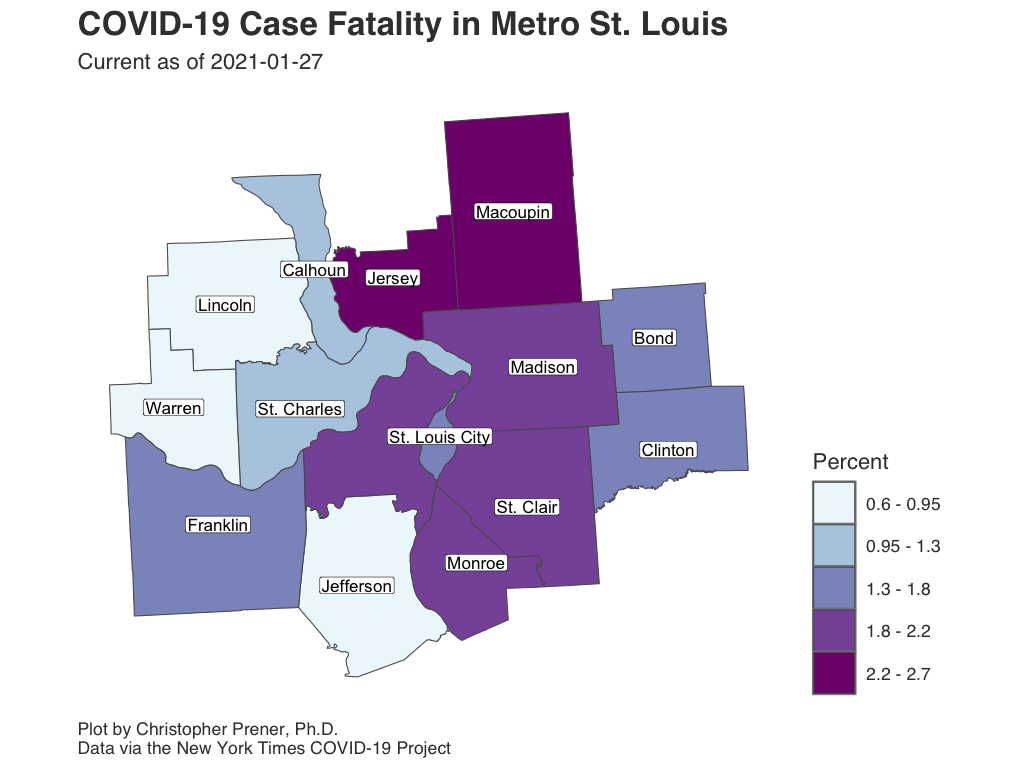 COVID-19 Case Fatality in Metro St. Louis
Current as of 2021-01-27
Macoupin
Calhoun
Jersey
Lincoln
Bond
Madison
Warren
St. Charles
St. Louis City
Clinton
St. Clair
Franklin
Monroe
Jefferson
Percent
0.6 - 0.95
0.95 - 1.3
1.3 - 1.8
1.8 - 2.2
2.2 - 2.7
Plot by Christopher Prener, Ph.D.
Data via the New York Times COVID-19 Project